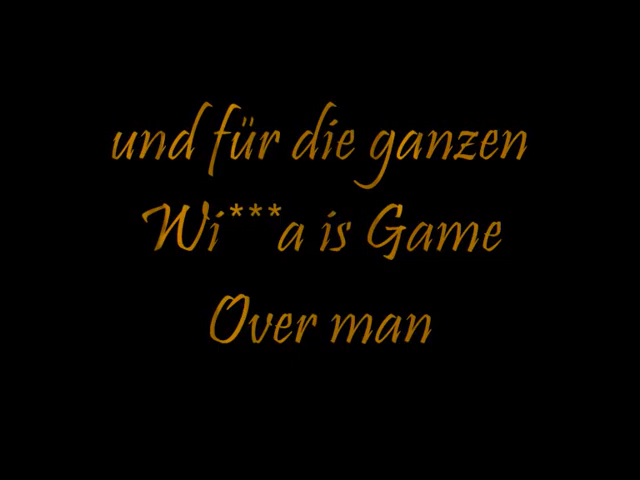 und für die ganzen
Wi***a is Game
Over man